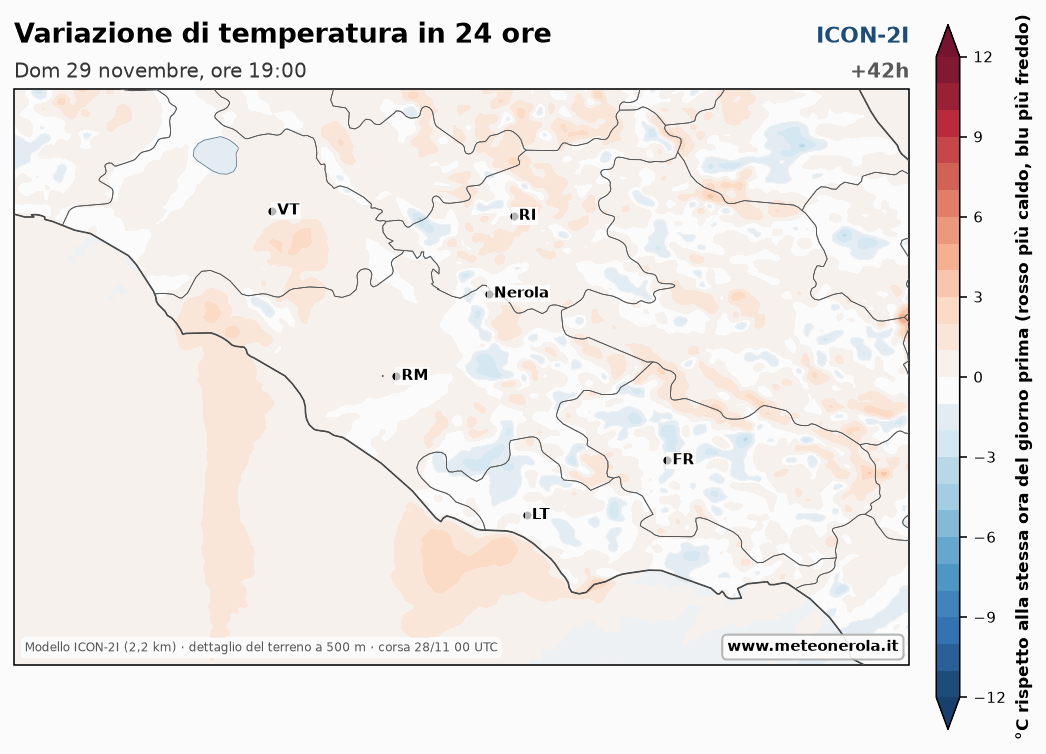 Variazione di temperatura in 24 ore
ICON-2I
Dom 29 novembre, ore 19:00
+42h
VT
RI
Nerola
RM
FR
LT
Modello ICON-2I (2,2 km) · dettaglio del terreno a 500 m · corsa 28/11 00 UTC
www.meteonerola.it
12
9
6
3
0
−3
−6
−9
−12
°C rispetto alla stessa ora del giorno prima (rosso più caldo, blu più freddo)